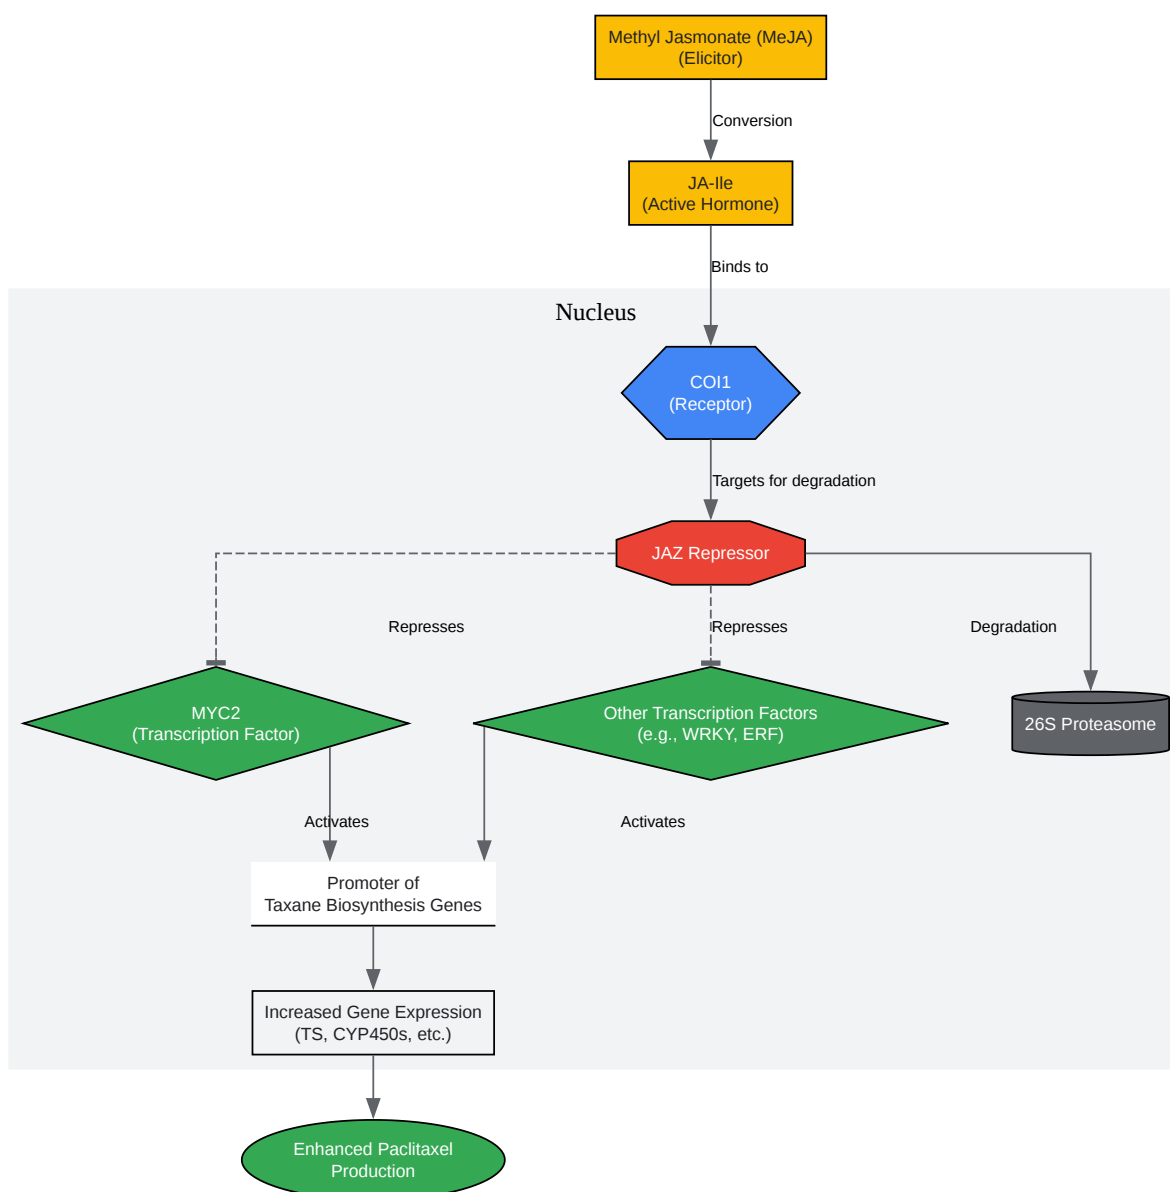 Methyl Jasmonate (MeJA)
(Elicitor)
Conversion
JA-Ile
(Active Hormone)
Binds to
Nucleus
COI1
(Receptor)
Targets for degradation
JAZ Repressor
Represses
Represses
Degradation
MYC2
(Transcription Factor)
Other Transcription Factors
(e.g., WRKY, ERF)
26S Proteasome
Activates
Activates
Promoter of
Taxane Biosynthesis Genes
Increased Gene Expression
(TS, CYP450s, etc.)
Enhanced Paclitaxel
Production